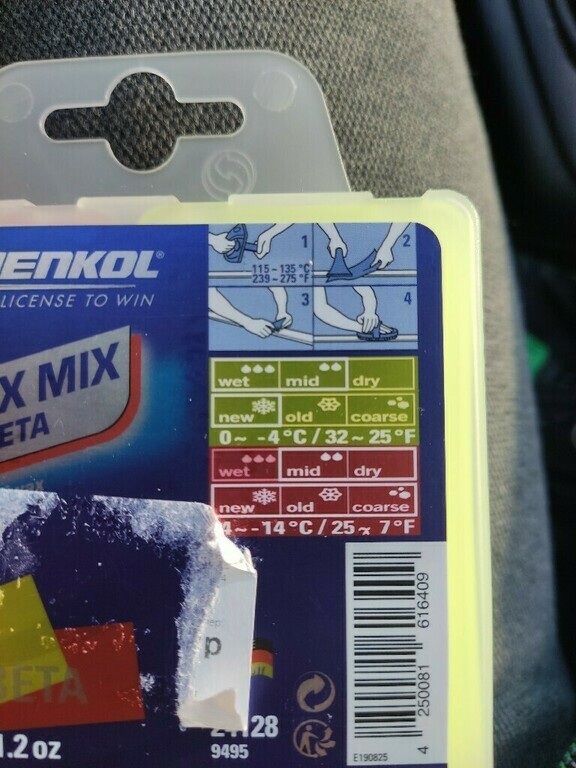 MENKOL®
LICENSE TO WIN
X MIX
ETA
1
115 – 135 °C
239 – 275 °F
2
3
4
wet mid dry
new old coarse
0 ~ -4 °C / 32 ~ 25 °F
wet mid dry
new old coarse
4 ~ -14 °C / 25 ~ 7 °F
p
BETA
1.2 oz
128
9495
E190825
4 250081 616409